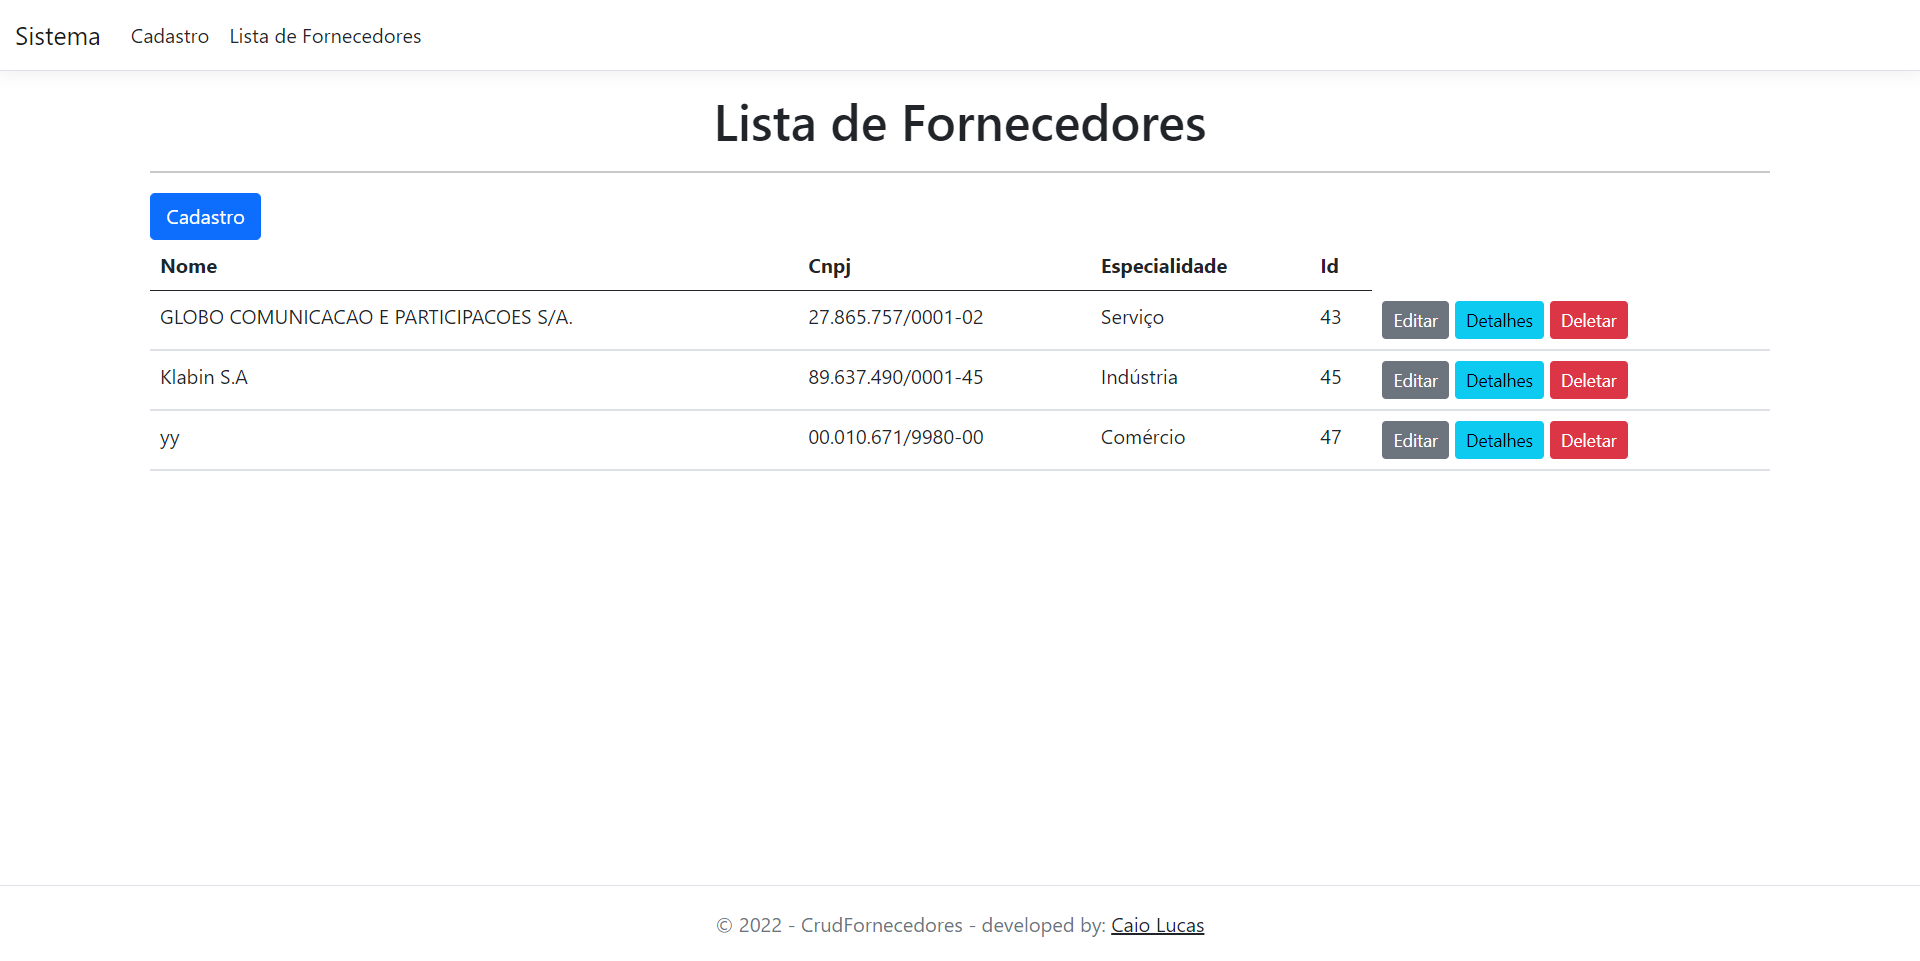 Sistema Cadastro Lista de Fornecedores
Lista de Fornecedores
Cadastro
Nome Cnpj Especialidade Id
GLOBO COMUNICACAO E PARTICIPACOES S/A. 27.865.757/0001-02 Serviço 43 Editar Detalhes Deletar
Klabin S.A 89.637.490/0001-45 Indústria 45 Editar Detalhes Deletar
yy 00.010.671/9980-00 Comércio 47 Editar Detalhes Deletar
© 2022 - CrudFornecedores - developed by: Caio Lucas